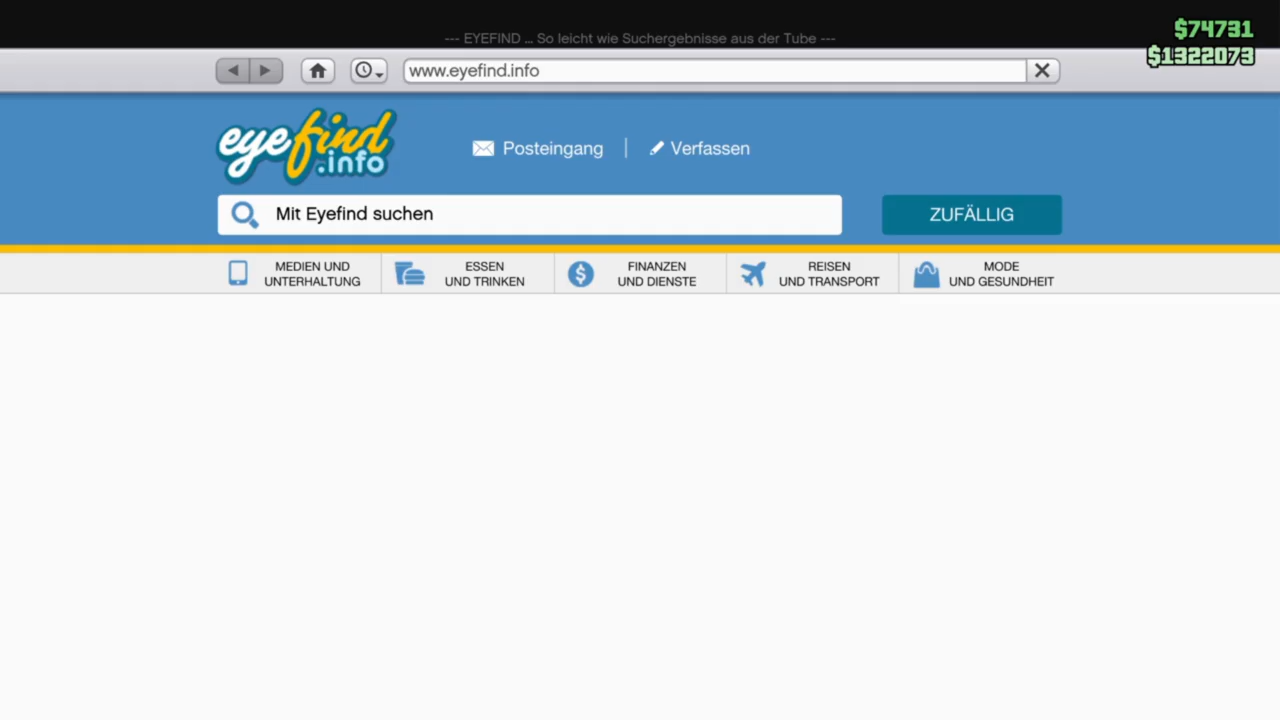 --- EYEFIND ... So leicht wie Suchergebnisse aus der Tube ---
$74731
$1322073
www.eyefind.info
eyefind
.info
Posteingang | Verfassen
Mit Eyefind suchen
ZUFÄLLIG
MEDIEN UND
UNTERHALTUNG
ESSEN
UND TRINKEN
FINANZEN
UND DIENSTE
REISEN
UND TRANSPORT
MODE
UND GESUNDHEIT